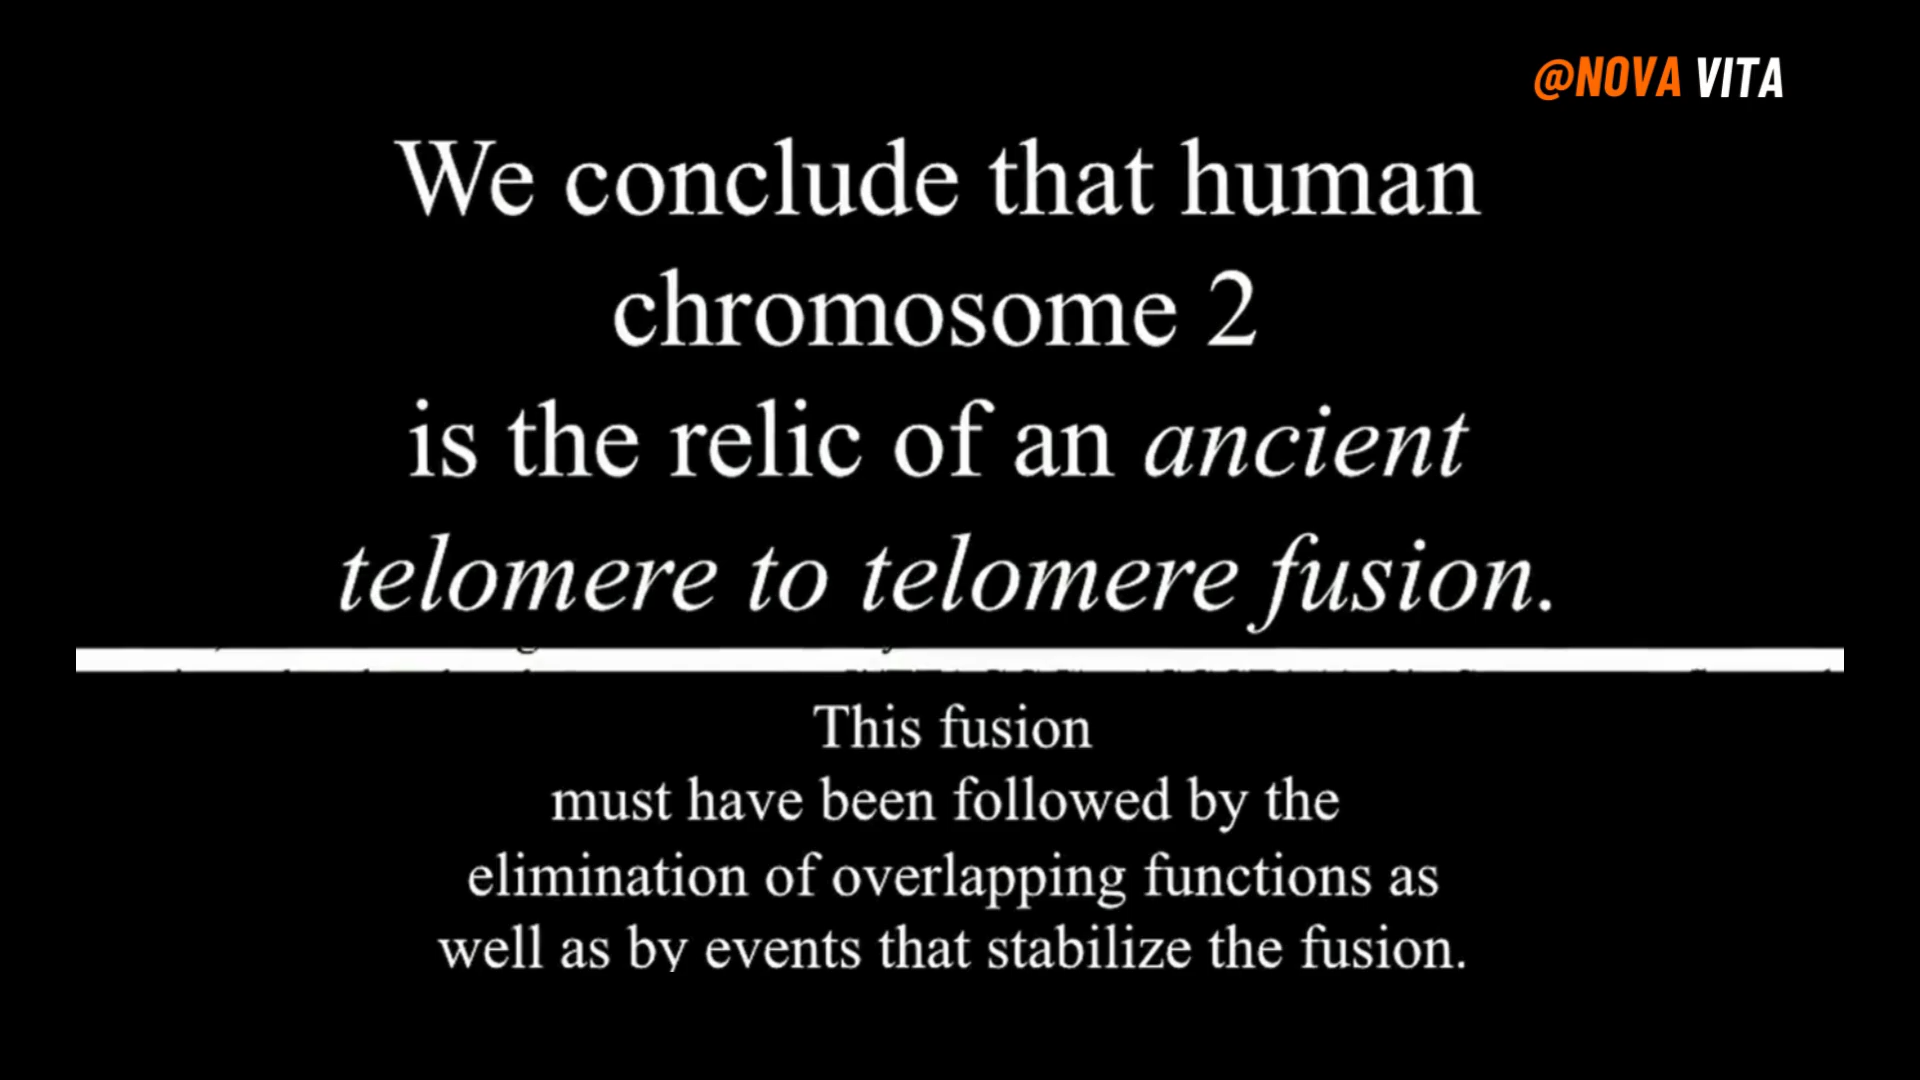 @NOVA VITA
We conclude that human
chromosome 2
is the relic of an ancient
telomere to telomere fusion.
This fusion
must have been followed by the
elimination of overlapping functions as
well as by events that stabilize the fusion.